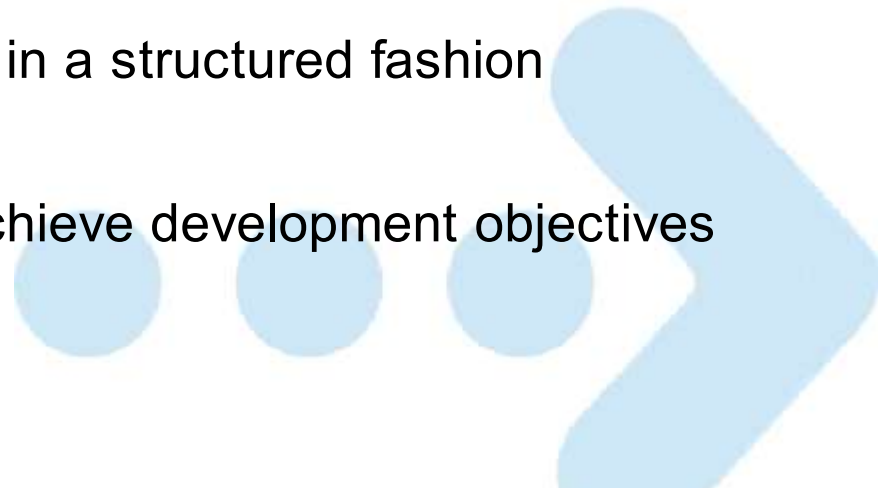 in a structured fashion
chieve development objectives